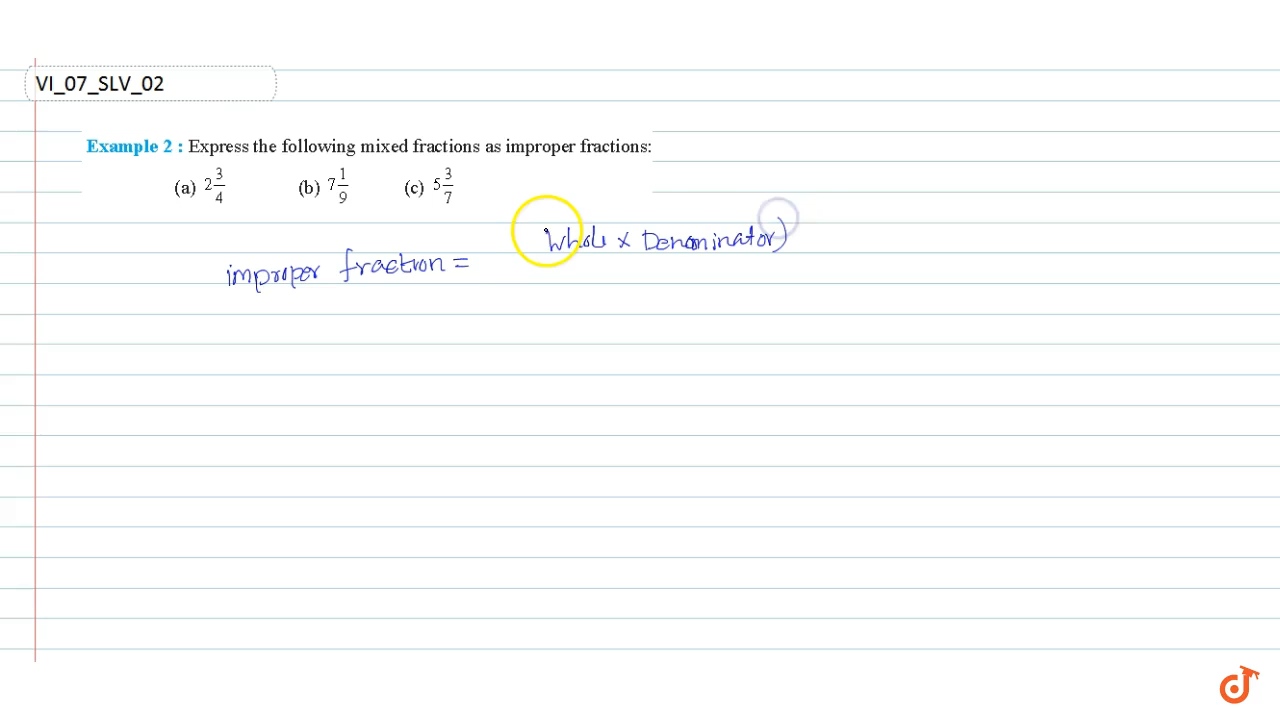 VI_07_SLV_02
Example 2 : Express the following mixed fractions as improper fractions:
(a) 2 3/4 (b) 7 1/9 (c) 5 3/7
Whole × Denominator)
improper fraction =